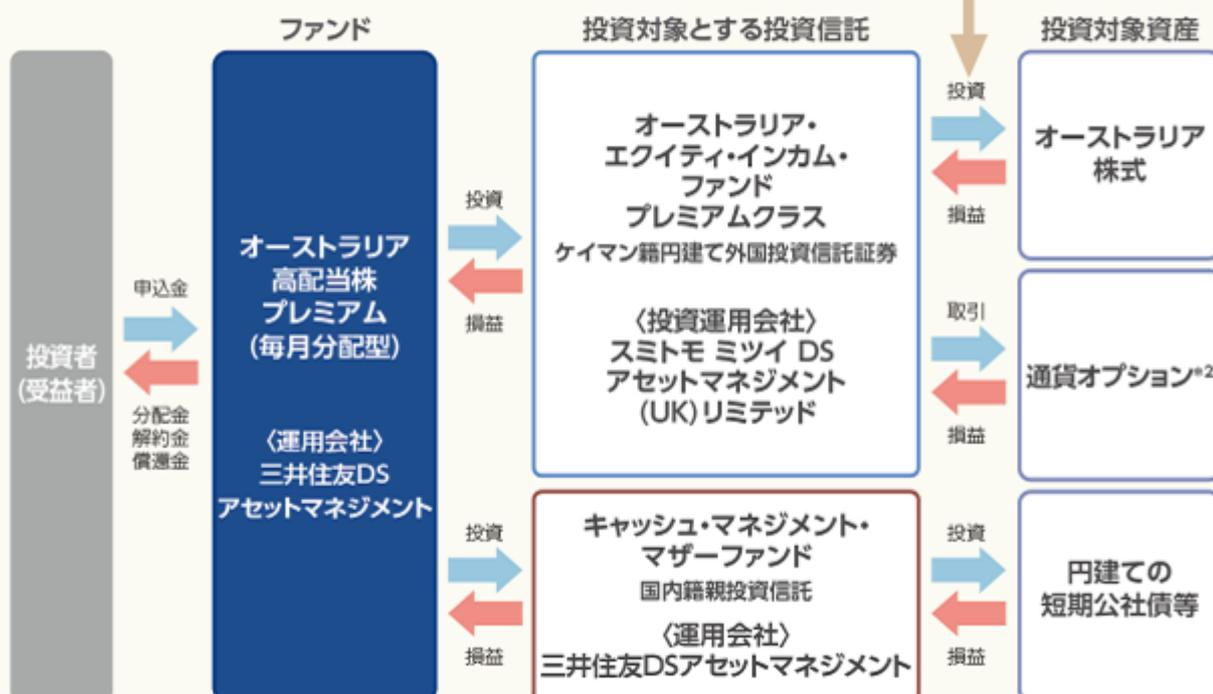 ファンド
投資対象とする投資信託
投資対象資産
投資者
(受益者)
申込金
分配金
解約金
償還金
オーストラリア
高配当株
プレミアム
(毎月分配型)
〈運用会社〉
三井住友DS
アセットマネジメント
投資
損益
オーストラリア・
エクイティ・インカム・
ファンド
プレミアムクラス
ケイマン籍円建て外国投資信託証券
〈投資運用会社〉
スミトモ ミツイ DS
アセットマネジメント
(UK)リミテッド
投資
損益
オーストラリア
株式
取引
損益
通貨オプション*2
投資
損益
キャッシュ・マネジメント・
マザーファンド
国内籍親投資信託
〈運用会社〉
三井住友DSアセットマネジメント
投資
損益
円建ての
短期公社債等